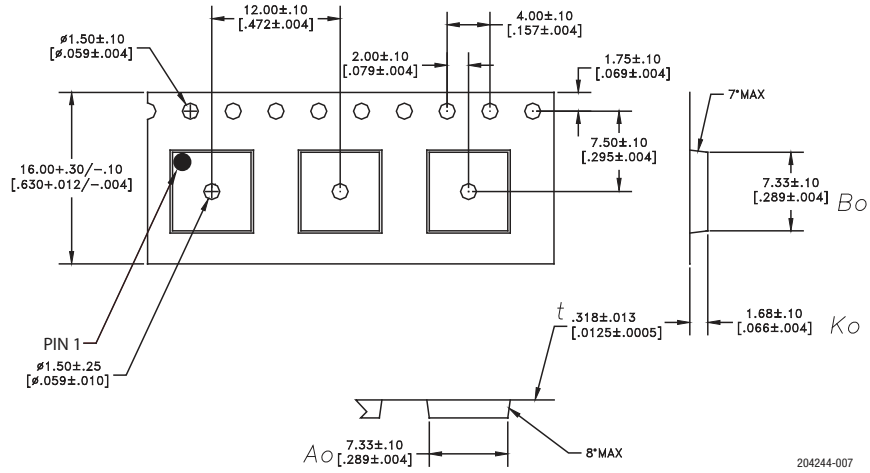 12.00±.10
[.472±.004]
4.00±.10
[.157±.004]
ø1.50±.10
[ø.059±.004]
2.00±.10
[.079±.004]
1.75±.10
[.069±.004]
7°MAX
16.00+.30/-.10
[.630+.012/-.004]
7.50±.10
[.295±.004]
7.33±.10
[.289±.004]
Bo
PIN 1
ø1.50±.25
[ø.059±.010]
t
.318±.013
[.0125±.0005]
1.68±.10
[.066±.004]
Ko
Ao
7.33±.10
[.289±.004]
8°MAX
204244-007